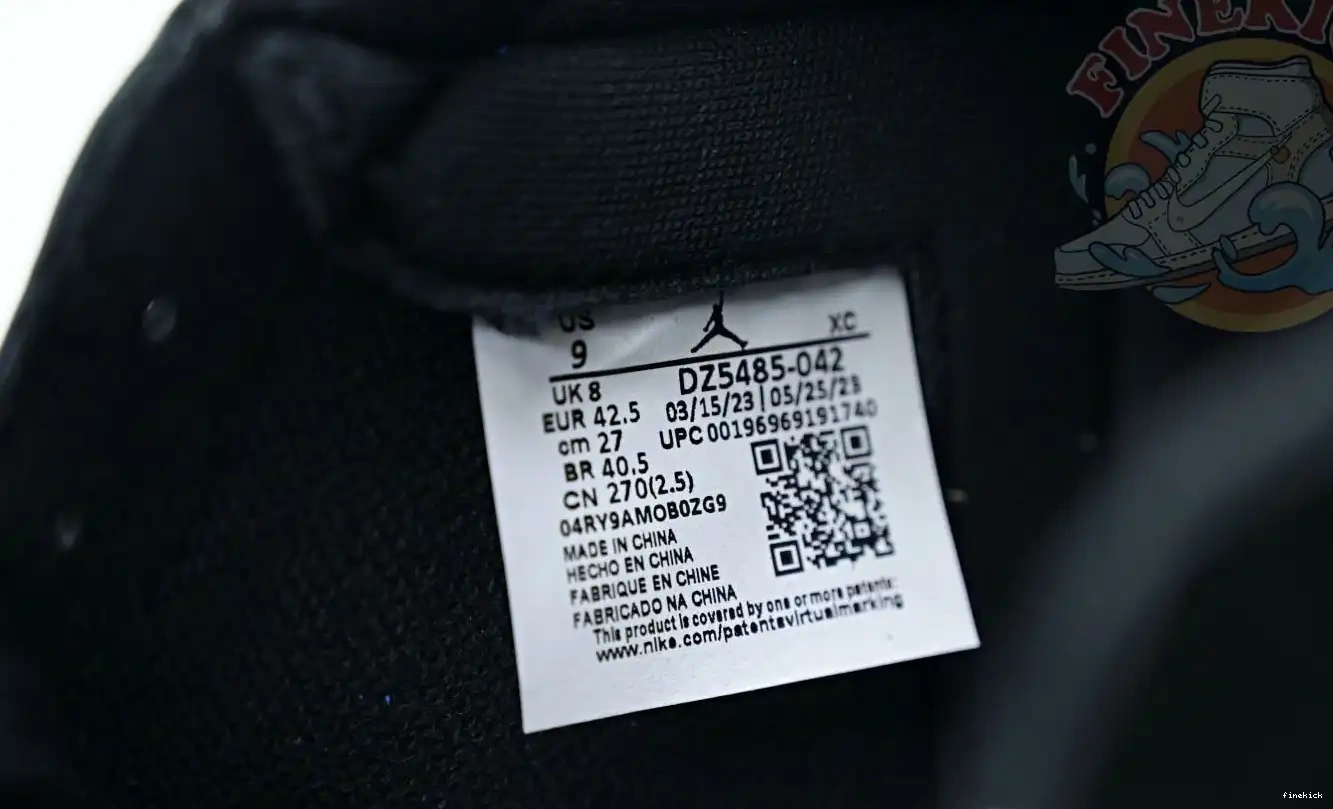 FINEKI
US
9
XC
UK 8
DZ5485-042
EUR 42.5
03/15/23 | 05/25/23
cm 27
UPC 00196969191740
BR 40.5
CN 270(2.5)
04RY9AMOB0ZG9
MADE IN CHINA
HECHO EN CHINA
FABRIQUE EN CHINE
FABRICADO NA CHINA
This product is covered by one or more patents:
www.nike.com/patentsvirtualmarking
finekick